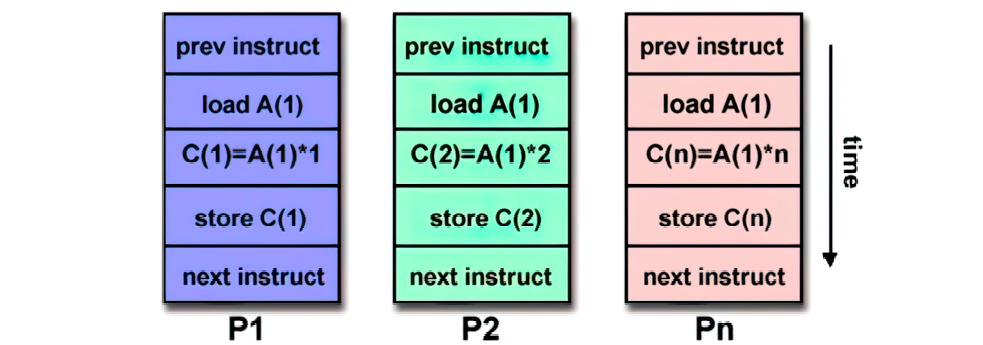 prev instruct
load A(1)
C(1)=A(1)*1
store C(1)
next instruct
P1
prev instruct
load A(1)
C(2)=A(1)*2
store C(2)
next instruct
P2
prev instruct
load A(1)
C(n)=A(1)*n
store C(n)
next instruct
Pn
time